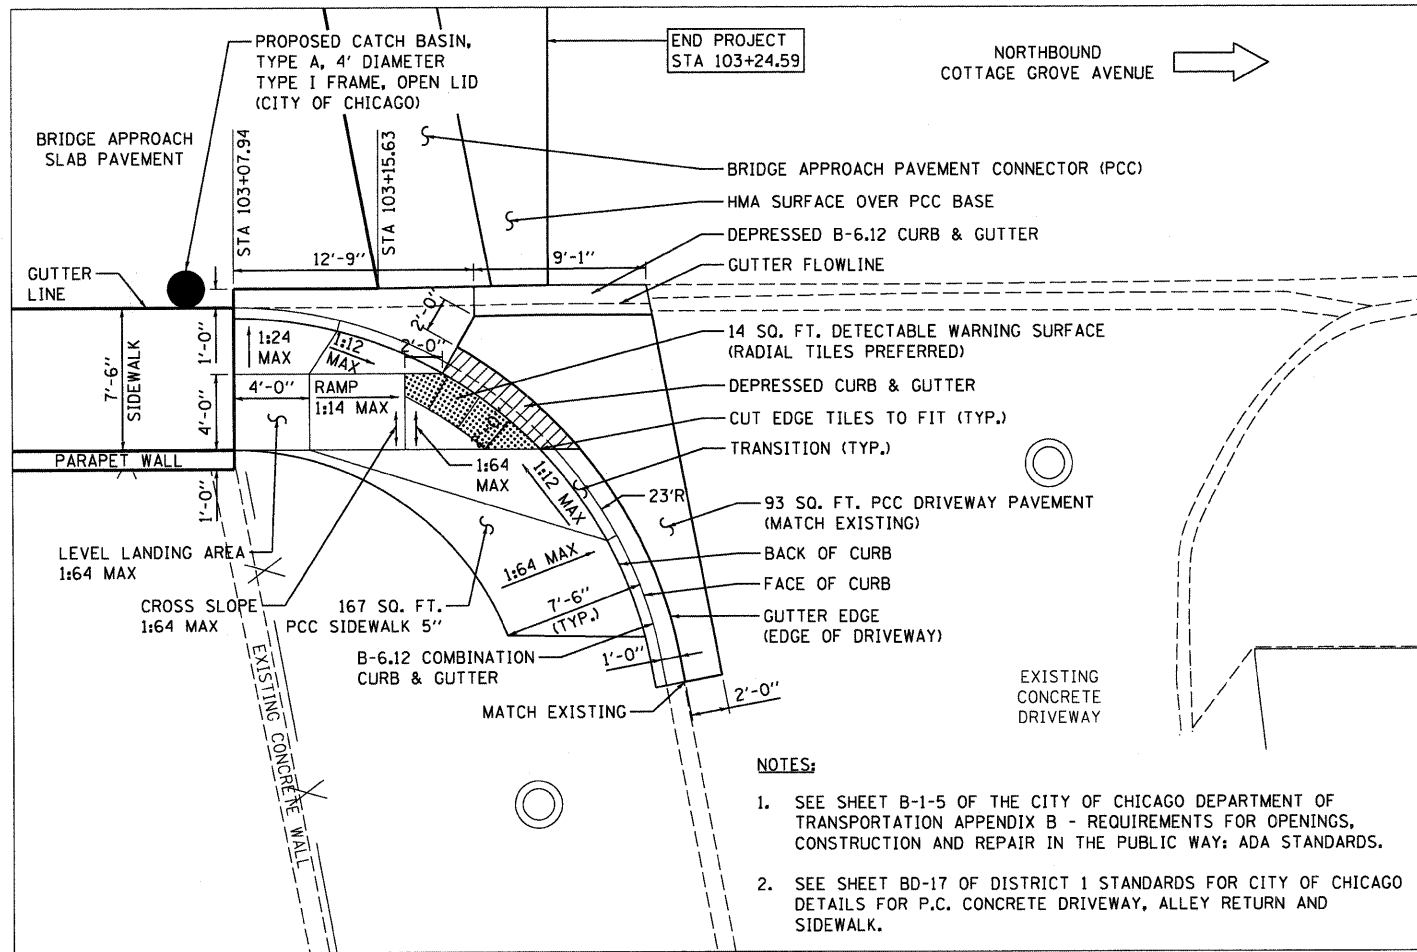 PROPOSED CATCH BASIN,
TYPE A, 4' DIAMETER
TYPE I FRAME, OPEN LID
(CITY OF CHICAGO)
END PROJECT
STA 103+24.59
NORTHBOUND
COTTAGE GROVE AVENUE
BRIDGE APPROACH
SLAB PAVEMENT
STA 103+07.94
STA 103+15.63
BRIDGE APPROACH PAVEMENT CONNECTOR (PCC)
HMA SURFACE OVER PCC BASE
DEPRESSED B-6.12 CURB & GUTTER
GUTTER FLOWLINE
12'-9"
9'-1"
GUTTER
LINE
2'-0"
14 SQ. FT. DETECTABLE WARNING SURFACE
(RADIAL TILES PREFERRED)
DEPRESSED CURB & GUTTER
CUT EDGE TILES TO FIT (TYP.)
TRANSITION (TYP.)
7'-6"
SIDEWALK
1'-0"
4'-0"
1'-0"
1:24
MAX
1:12
MAX
2'-0"
4'-0"
RAMP
1:14 MAX
PARAPET WALL
1:64
MAX
1:12 MAX
23'R
93 SQ. FT. PCC DRIVEWAY PAVEMENT
(MATCH EXISTING)
BACK OF CURB
FACE OF CURB
GUTTER EDGE
(EDGE OF DRIVEWAY)
LEVEL LANDING AREA
1:64 MAX
CROSS SLOPE
1:64 MAX
167 SQ. FT.
PCC SIDEWALK 5"
1:64 MAX
7'-6"
(TYP.)
B-6.12 COMBINATION
CURB & GUTTER
1'-0"
MATCH EXISTING
2'-0"
EXISTING CONCRETE WALL
EXISTING
CONCRETE
DRIVEWAY
NOTES:
1. SEE SHEET B-1-5 OF THE CITY OF CHICAGO DEPARTMENT OF
TRANSPORTATION APPENDIX B - REQUIREMENTS FOR OPENINGS,
CONSTRUCTION AND REPAIR IN THE PUBLIC WAY: ADA STANDARDS.
2. SEE SHEET BD-17 OF DISTRICT 1 STANDARDS FOR CITY OF CHICAGO
DETAILS FOR P.C. CONCRETE DRIVEWAY, ALLEY RETURN AND
SIDEWALK.